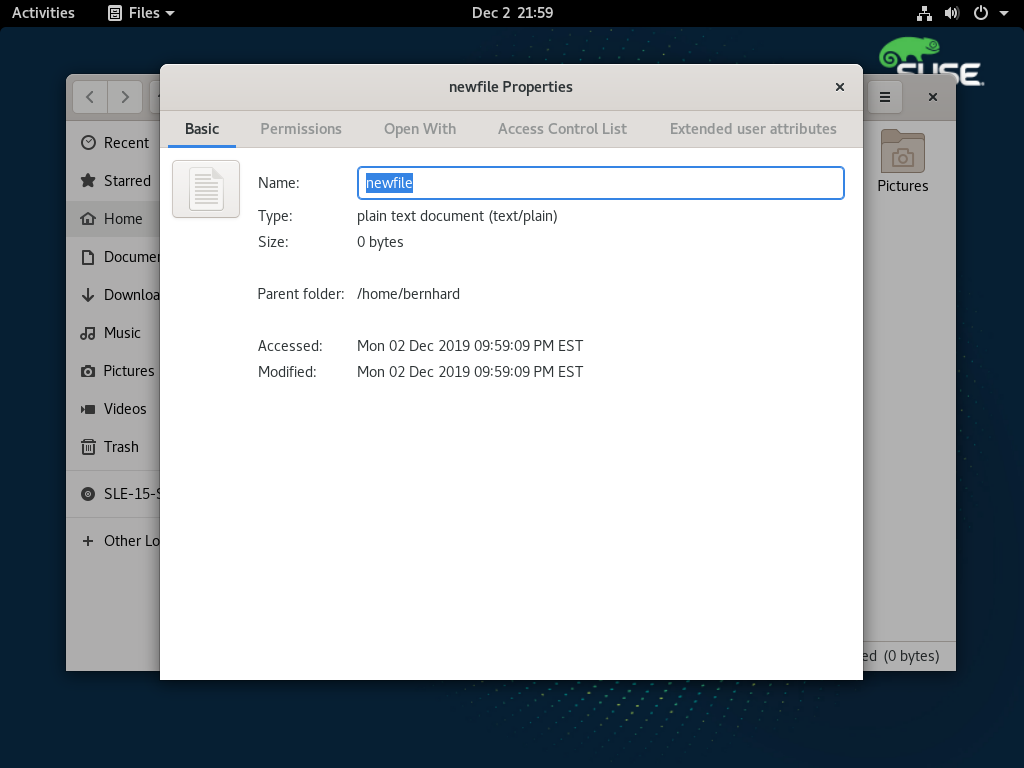 Activities Files Dec 2 21:59
SUSE
newfile Properties
Basic Permissions Open With Access Control List Extended user attributes
Name: newfile
Type: plain text document (text/plain)
Size: 0 bytes
Parent folder: /home/bernhard
Accessed: Mon 02 Dec 2019 09:59:09 PM EST
Modified: Mon 02 Dec 2019 09:59:09 PM EST
Recent
Starred
Home
Documen
Downloa
Music
Pictures
Videos
Trash
SLE-15-S
Other Lo
Pictures
ed (0 bytes)